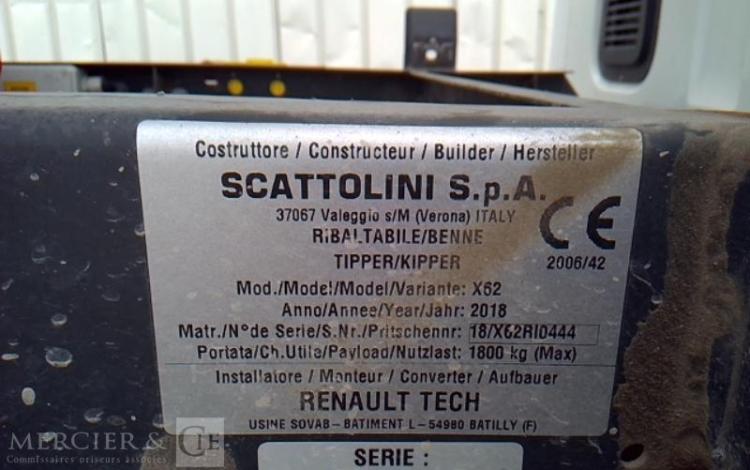 Costruttore / Constructeur / Builder / Hersteller
SCATTOLINI S.p.A.
37067 Valeggio s/M (Verona) ITALY
RIBALTABILE/BENNE
TIPPER/KIPPER
CE
2006/42
Mod./Model/Model/Variante: X62
Anno/Annee/Year/Jahr: 2018
Matr./N°de Serie/S.Nr./Pritschennr: 18/X62RI0444
Portata/Ch.Utile/Payload/Nutzlast: 1800 kg (Max)
Installatore / Monteur / Converter / Aufbauer
RENAULT TECH
USINE SOVAB – BATIMENT L – 54980 BATILLY (F)
SERIE :
MERCIER & CIE
COMMISSAIRES PRISEURS ASSOCIÉS